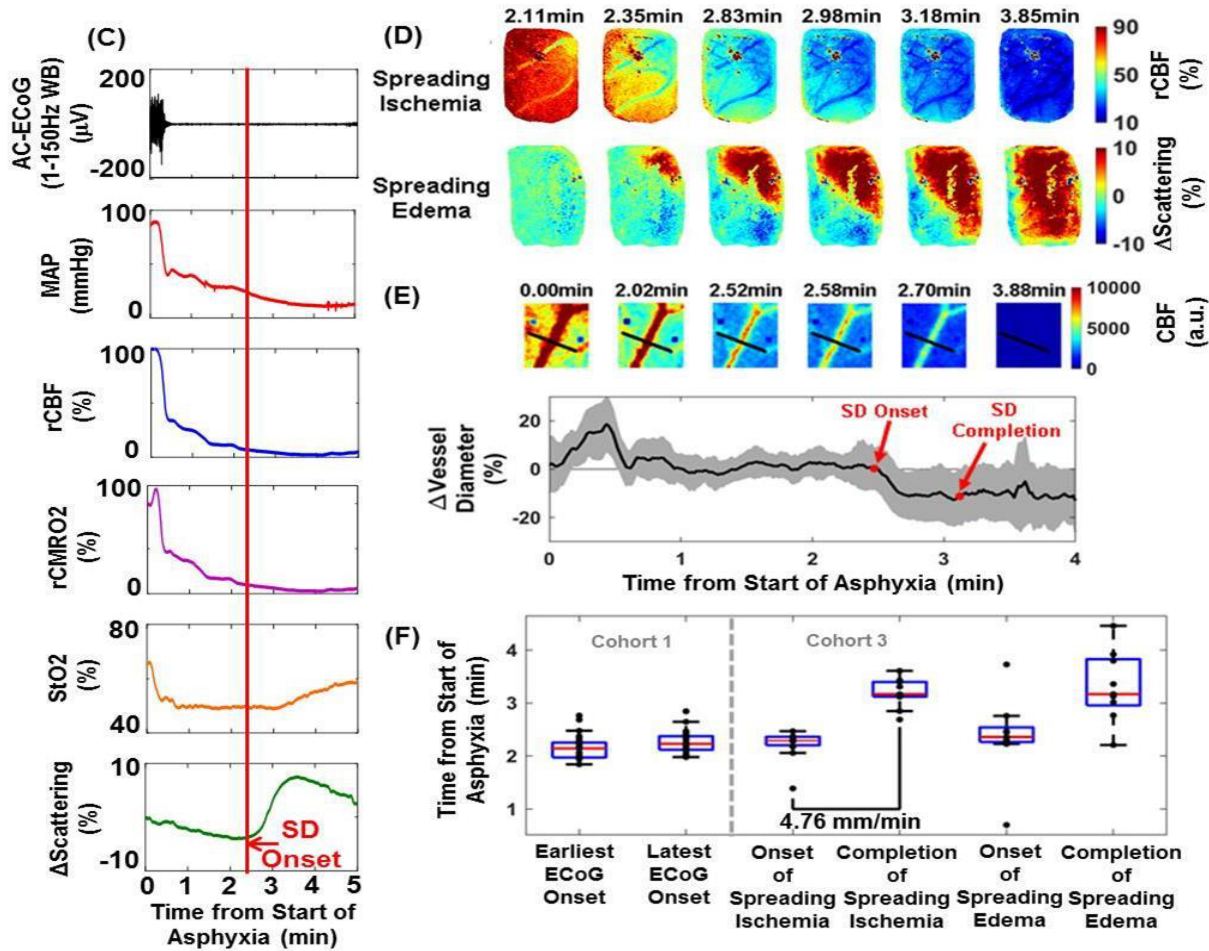 (C)
200
AC-ECoG
(1-150Hz WB)
(μV)
-200
100
MAP
(mmHg)
0
100
rCBF
(%)
0
100
rCMRO2
(%)
0
80
StO2
(%)
40
10
ΔScattering
(%)
-10
SD
Onset
0 1 2 3 4 5
Time from Start of
Asphyxia (min)
(D)
2.11min 2.35min 2.83min 2.98min 3.18min 3.85min
Spreading
Ischemia
90
50
10
rCBF
(%)
Spreading
Edema
10
0
-10
ΔScattering
(%)
(E)
0.00min 2.02min 2.52min 2.58min 2.70min 3.88min
10000
5000
0
CBF
(a.u.)
20
0
-20
ΔVessel
Diameter
(%)
SD Onset
SD
Completion
0 1 2 3 4
Time from Start of Asphyxia (min)
(F)
Cohort 1 Cohort 3
4
3
2
1
Time from Start of
Asphyxia (min)
4.76 mm/min
Earliest
ECoG
Onset
Latest
ECoG
Onset
Onset
of
Spreading
Ischemia
Completion
of
Spreading
Ischemia
Onset
of
Spreading
Edema
Completion
of
Spreading
Edema